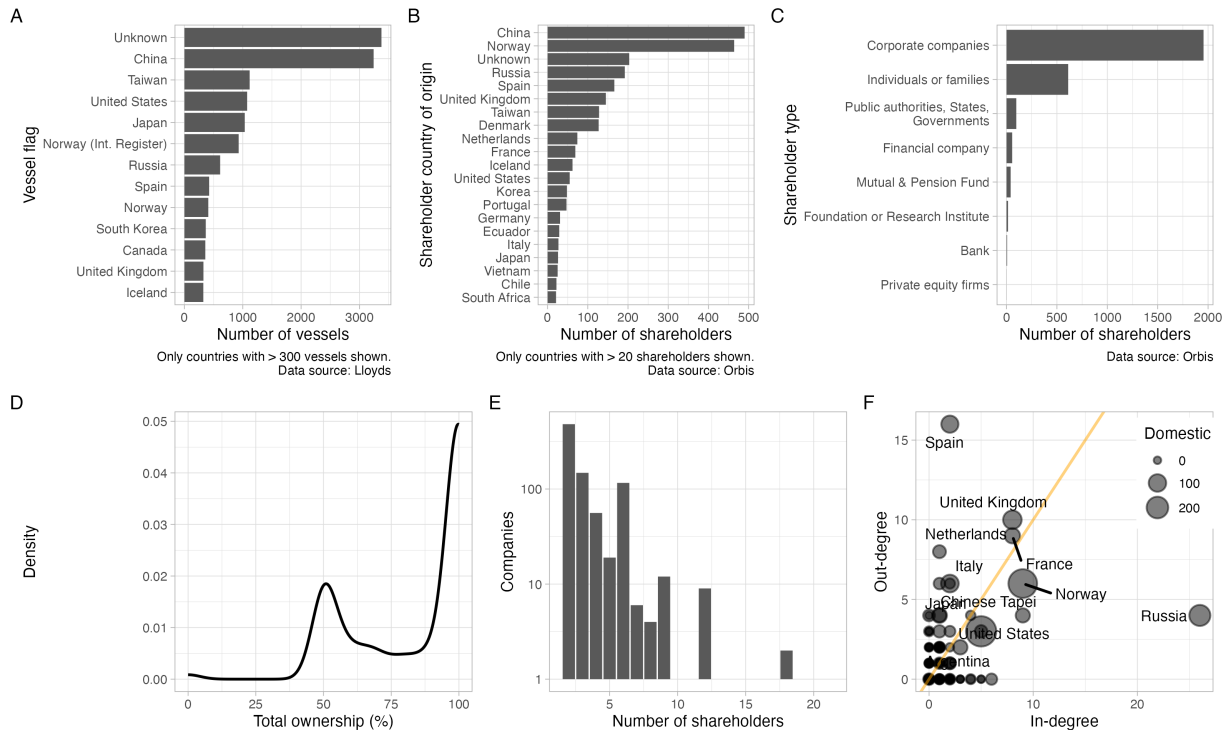 A
Vessel flag
Unknown
China
Taiwan
United States
Japan
Norway (Int. Register)
Russia
Spain
Norway
South Korea
Canada
United Kingdom
Iceland
0
1000
2000
3000
Number of vessels
Only countries with > 300 vessels shown.
Data source: Lloyds
B
Shareholder country of origin
China
Norway
Unknown
Russia
Spain
United Kingdom
Taiwan
Denmark
Netherlands
France
Iceland
United States
Korea
Portugal
Germany
Ecuador
Italy
Japan
Vietnam
Chile
South Africa
0
100
200
300
400
500
Number of shareholders
Only countries with > 20 shareholders shown.
Data source: Orbis
C
Shareholder type
Corporate companies
Individuals or families
Public authorities, States,
Governments
Financial company
Mutual & Pension Fund
Foundation or Research Institute
Bank
Private equity firms
0
500
1000
1500
2000
Number of shareholders
Data source: Orbis
D
Density
0.05
0.04
0.03
0.02
0.01
0.00
0
25
50
75
100
Total ownership (%)
E
Companies
100
10
1
5
10
15
20
Number of shareholders
F
Out-degree
15
10
5
0
Spain
United Kingdom
Netherlands
France
Italy
Norway
Japan
Chinese Tapei
Russia
United States
Argentina
Domestic
0
100
200
0
10
20
In-degree